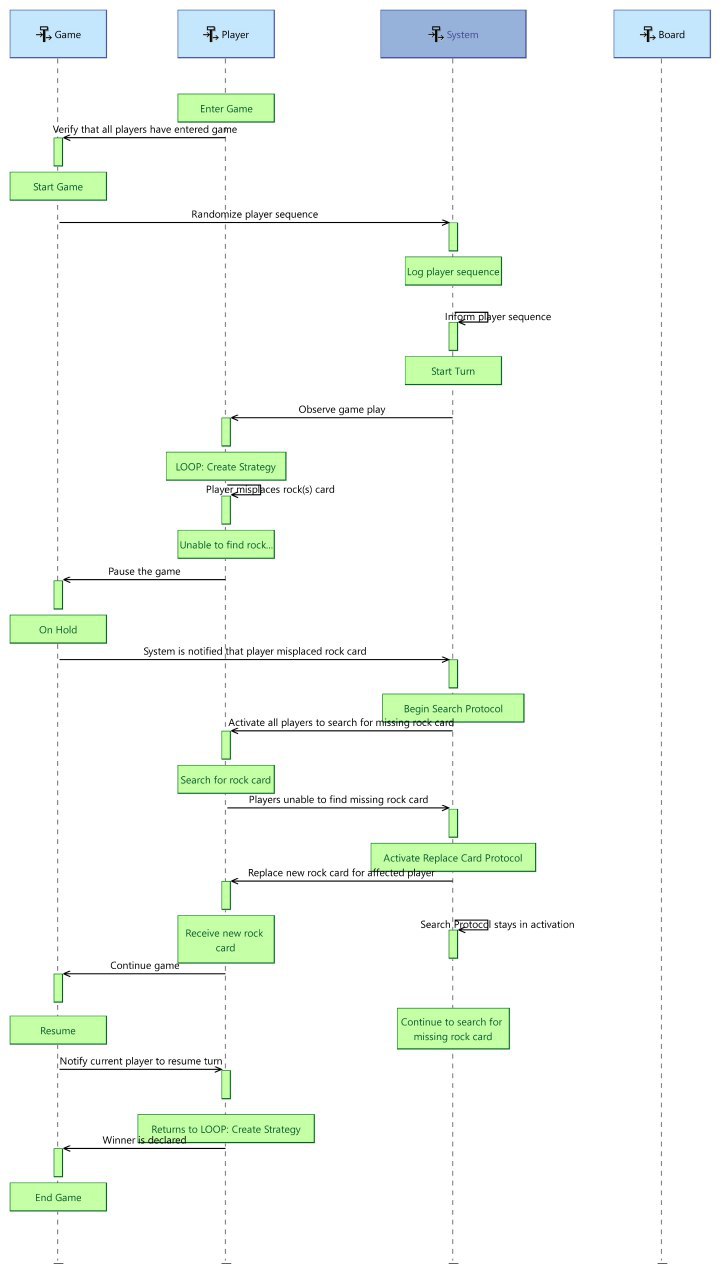 Game
Player
System
Board
Enter Game
Verify that all players have entered game
Start Game
Randomize player sequence
Log player sequence
Inform player sequence
Start Turn
Observe game play
LOOP: Create Strategy
Player misplaces rock(s) card
Unable to find rock...
Pause the game
On Hold
System is notified that player misplaced rock card
Begin Search Protocol
Activate all players to search for missing rock card
Search for rock card
Players unable to find missing rock card
Activate Replace Card Protocol
Replace new rock card for affected player
Receive new rock
card
Search Protocol stays in activation
Continue game
Continue to search for
missing rock card
Resume
Notify current player to resume turn
Returns to LOOP: Create Strategy
Winner is declared
End Game